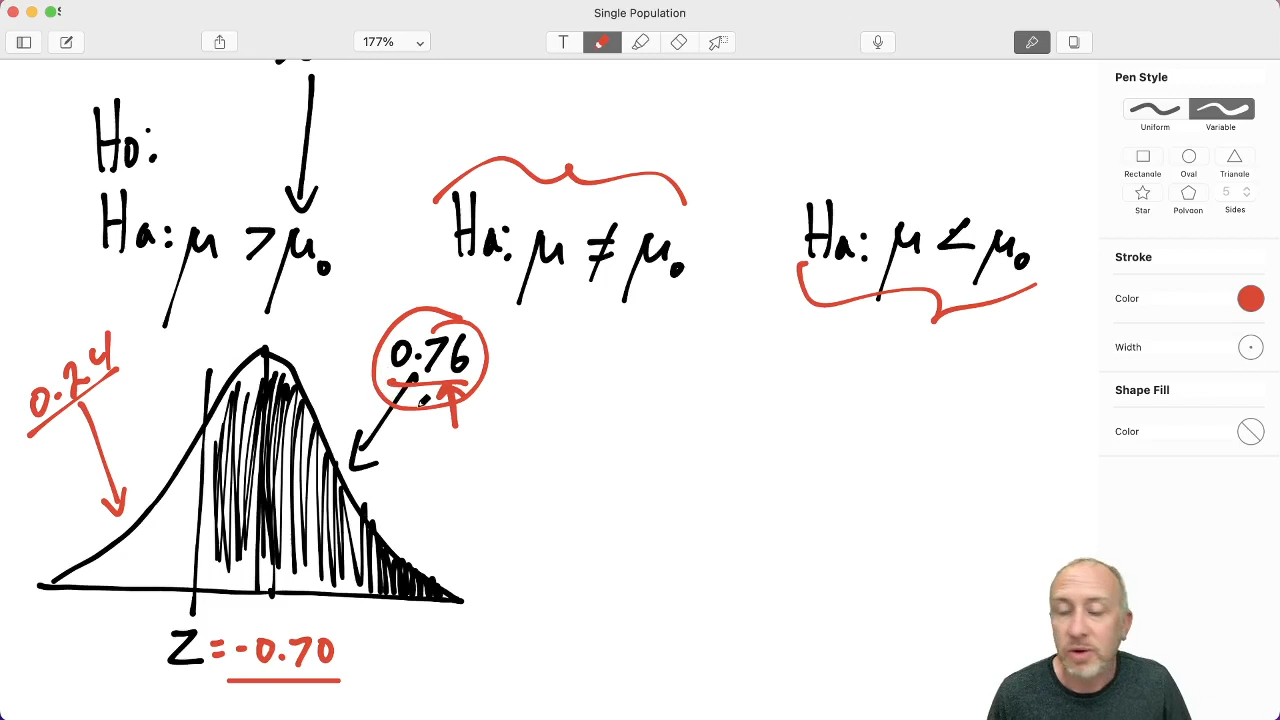 Single Population
177%
T
Pen Style
Uniform
Variable
Rectangle
Oval
Triangle
Star
Polygon
5
Sides
Stroke
Color
Width
Shape Fill
Color
Ho:
Ha: μ > μ₀
Ha: μ ≠ μ₀
Ha: μ < μ₀
0.24
0.76
Z = -0.70